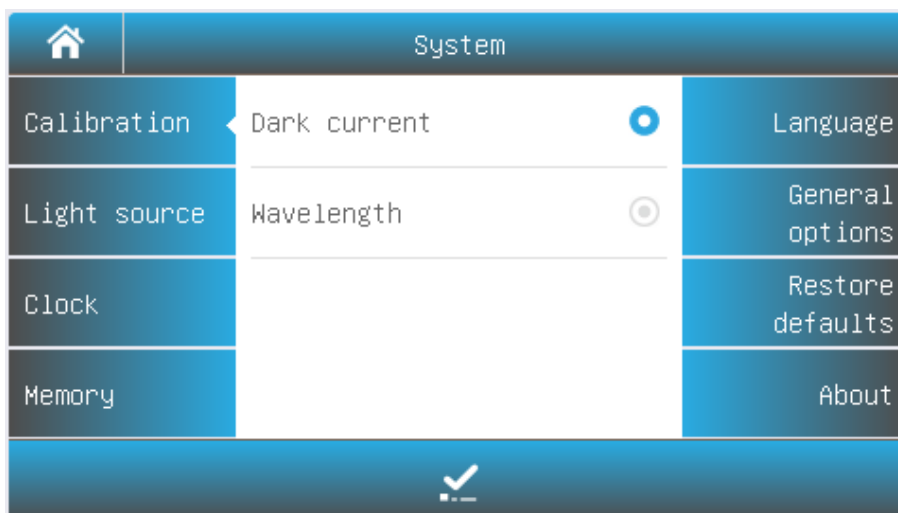 System
Calibration
Dark current
Language
Light source
Wavelength
General
options
Clock
Restore
defaults
Memory
About